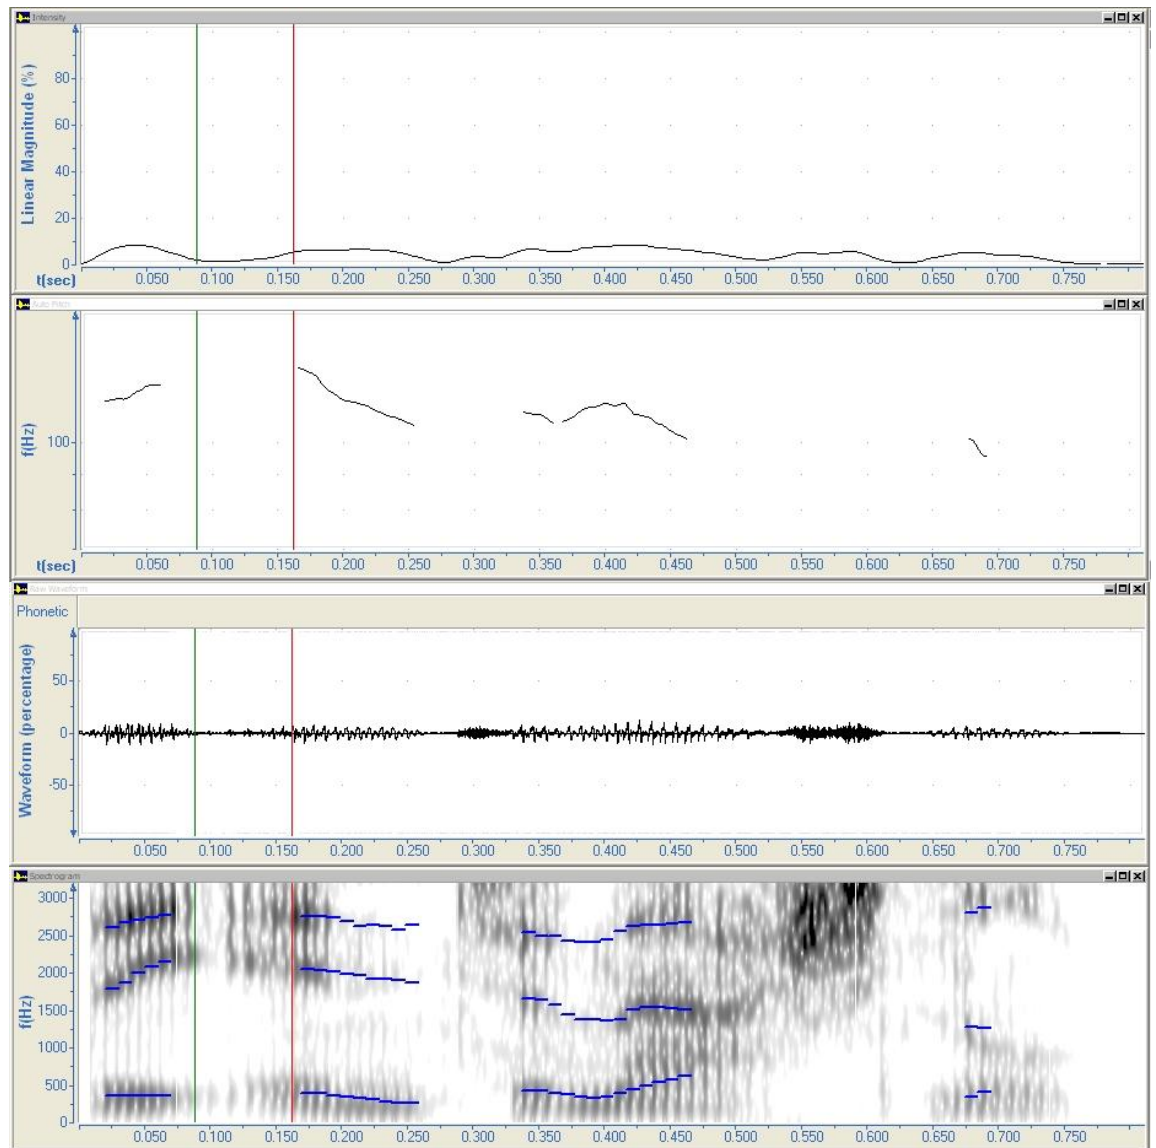 Intensity
Linear Magnitude (%)
80
60
40
20
0
t(sec)
0.050 0.100 0.150 0.200 0.250 0.300 0.350 0.400 0.450 0.500 0.550 0.600 0.650 0.700 0.750
Auto Pitch
f(Hz)
100
t(sec)
0.050 0.100 0.150 0.200 0.250 0.300 0.350 0.400 0.450 0.500 0.550 0.600 0.650 0.700 0.750
Raw Waveform
Phonetic
Waveform (percentage)
50
0
-50
0.050 0.100 0.150 0.200 0.250 0.300 0.350 0.400 0.450 0.500 0.550 0.600 0.650 0.700 0.750
Spectrogram
f(Hz)
3000
2500
2000
1500
1000
500
0
0.050 0.100 0.150 0.200 0.250 0.300 0.350 0.400 0.450 0.500 0.550 0.600 0.650 0.700 0.750